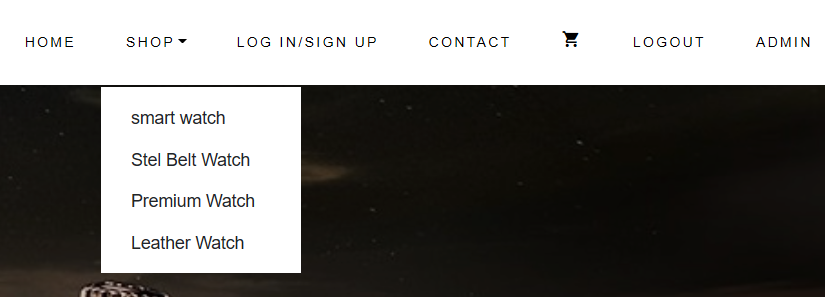 HOME SHOP LOG IN/SIGN UP CONTACT LOGOUT ADMIN
smart watch
Stel Belt Watch
Premium Watch
Leather Watch